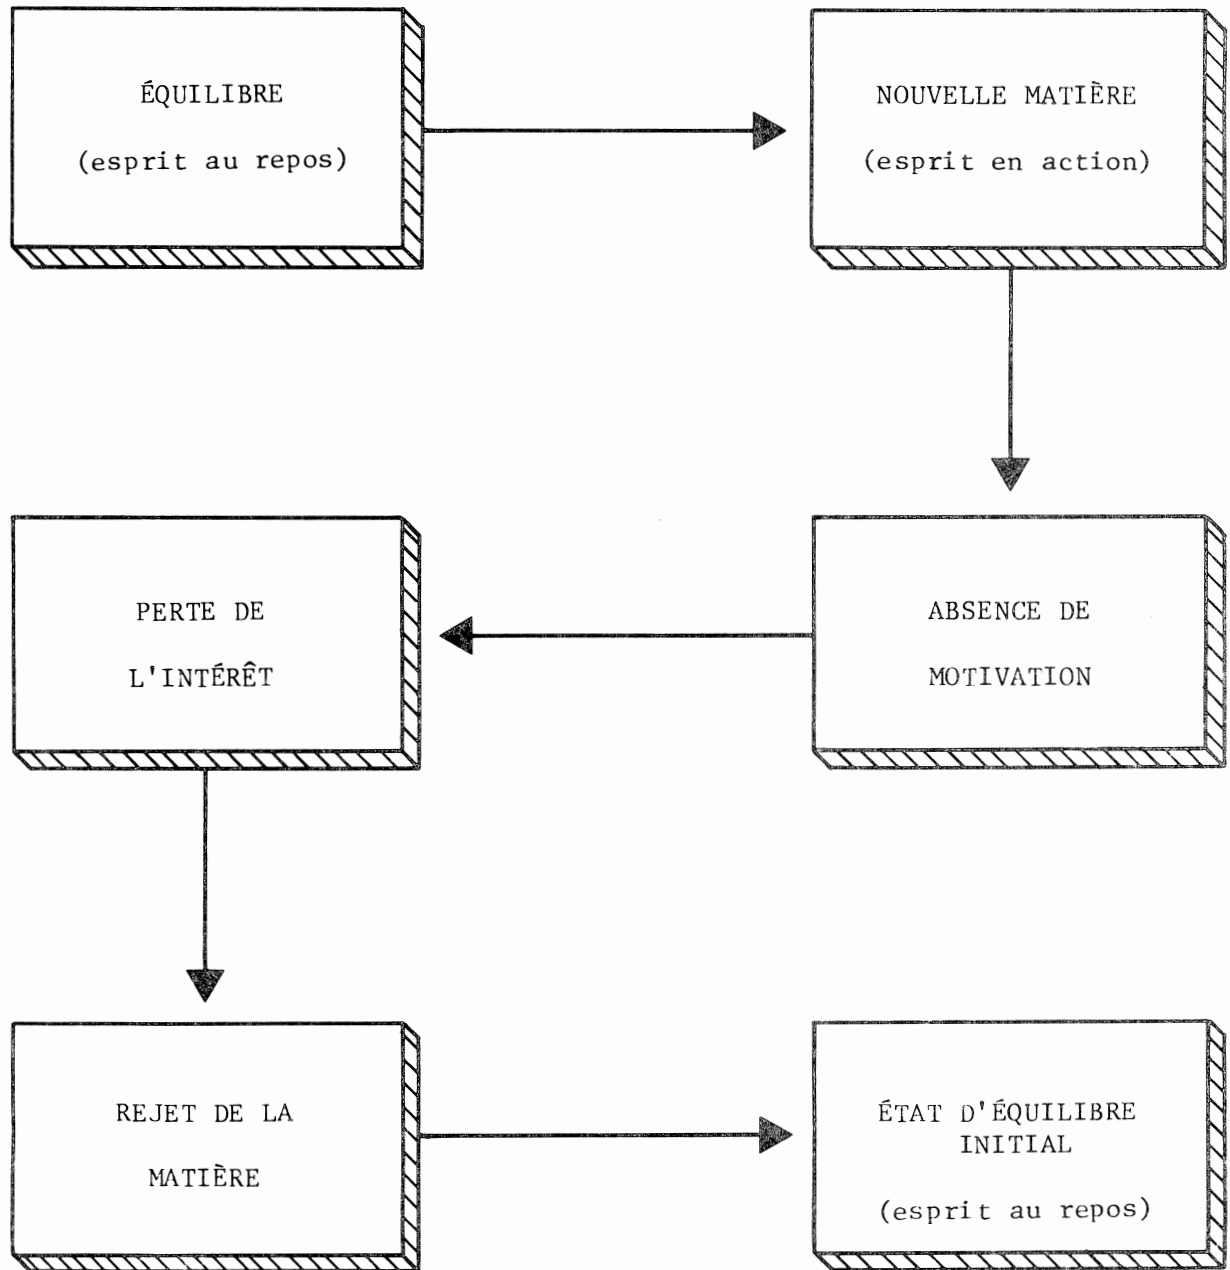 ÉQUILIBRE
(esprit au repos)
NOUVELLE MATIÈRE
(esprit en action)
ABSENCE DE
MOTIVATION
PERTE DE
L'INTÉRÊT
REJET DE LA
MATIÈRE
ÉTAT D'ÉQUILIBRE
INITIAL
(esprit au repos)